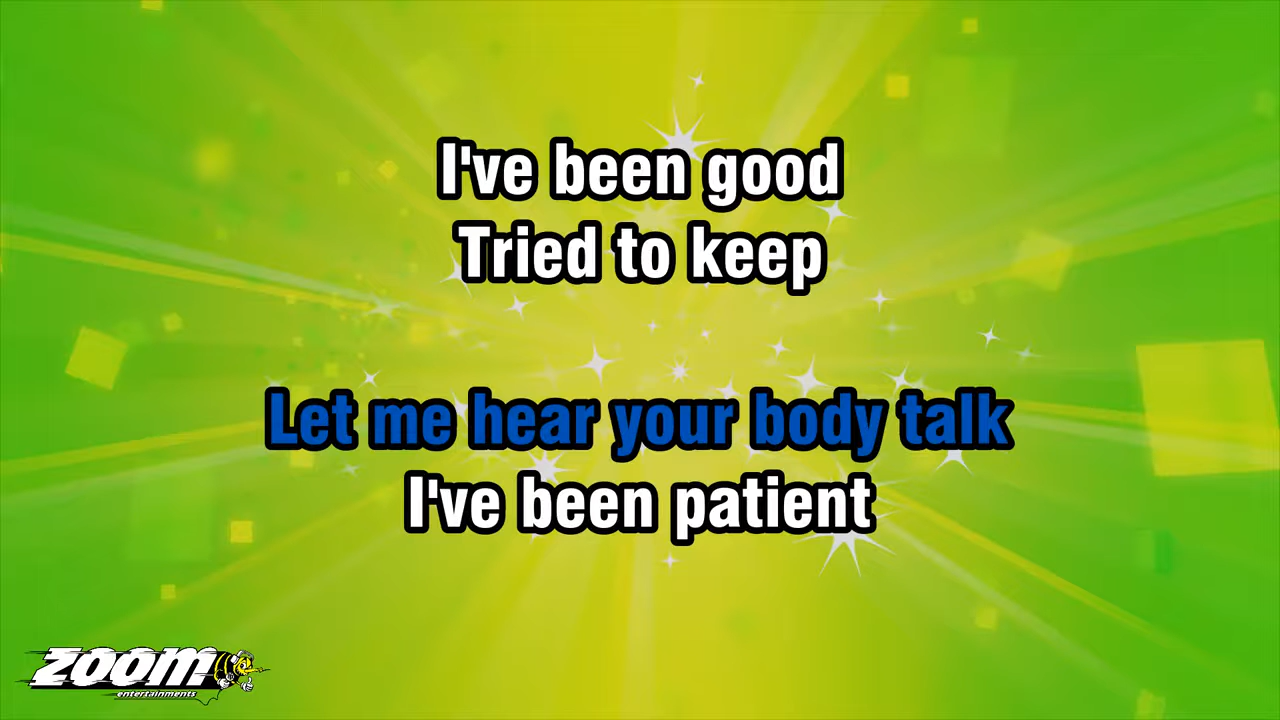 I've been good
Tried to keep
Let me hear your body talk
I've been patient
zoom
entertainments